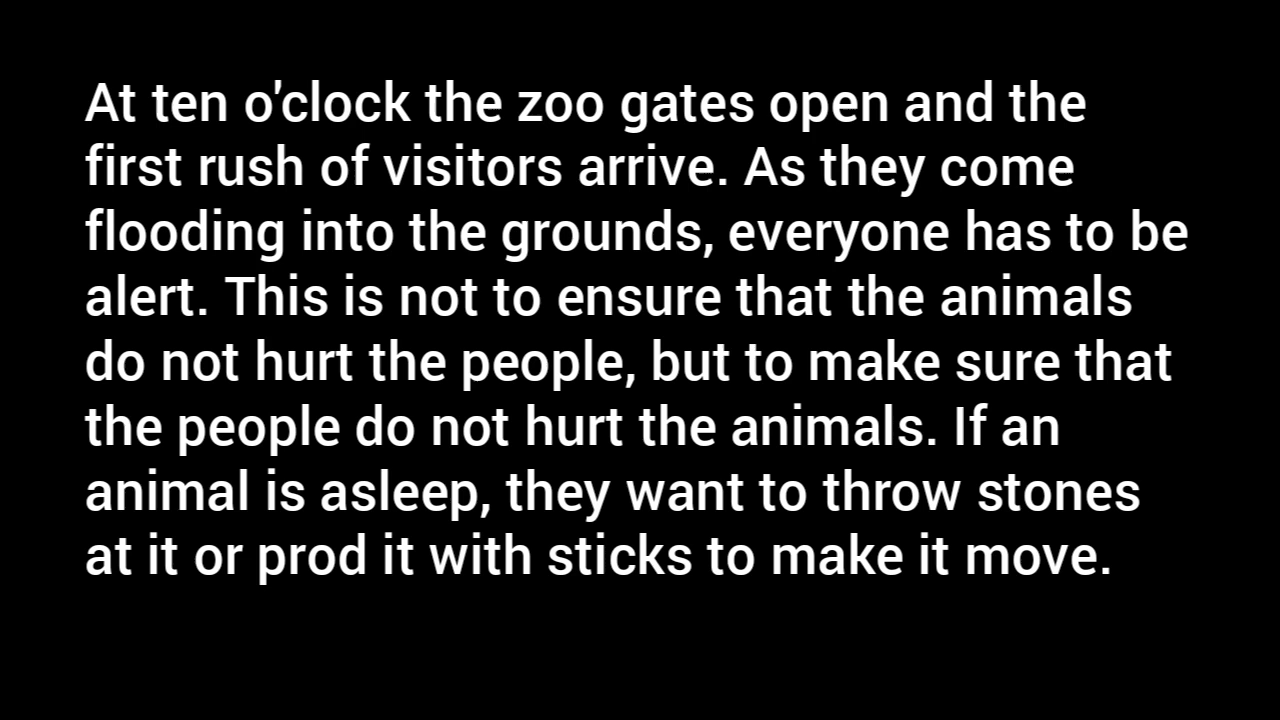 At ten o'clock the zoo gates open and the
first rush of visitors arrive. As they come
flooding into the grounds, everyone has to be
alert. This is not to ensure that the animals
do not hurt the people, but to make sure that
the people do not hurt the animals. If an
animal is asleep, they want to throw stones
at it or prod it with sticks to make it move.